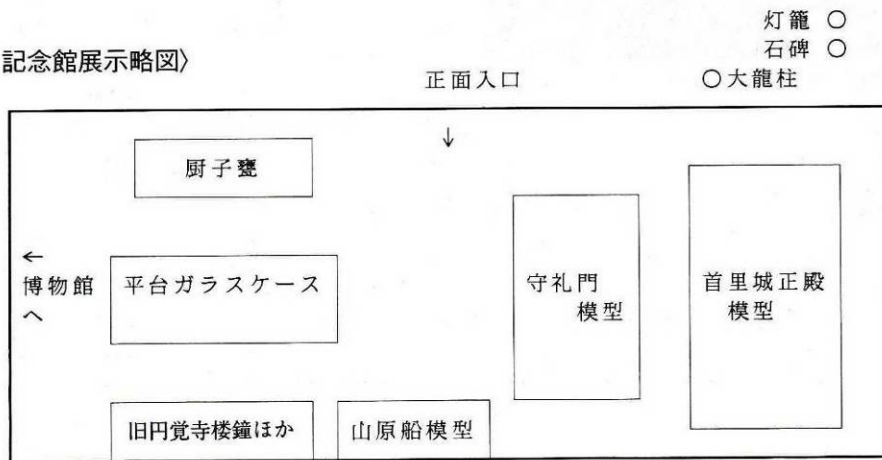 灯籠 ○
石碑 ○
記念館展示略図〉
正面入口
○大龍柱
↓
厨子甕
←
博物館
へ
平台ガラスケース
守礼門
模型
首里城正殿
模型
旧円覚寺楼鐘ほか
山原船模型